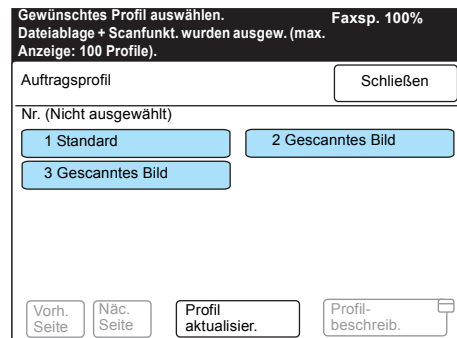 Gewünschtes Profil auswählen. Faxsp. 100%
Dateiablage + Scanfunkt. wurden ausgew. (max.
Anzeige: 100 Profile).
Auftragsprofil Schließen
Nr. (Nicht ausgewählt)
1 Standard 2 Gescanntes Bild
3 Gescanntes Bild
Vorh. Näc. Profil Profil-
Seite Seite aktualisier. beschreib.